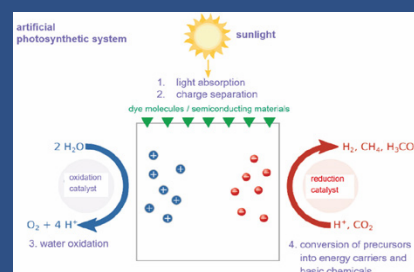 artificial
photosynthetic system
sunlight
1. light absorption
2. charge separation
dye molecules / semiconducting materials
2 H₂O
oxidation
catalyst
O₂ + 4 H⁺
3. water oxidation
H₂, CH₄, H₃CO
reduction
catalyst
H⁺, CO₂
4. conversion of precursors
into energy carriers and
basic chemicals